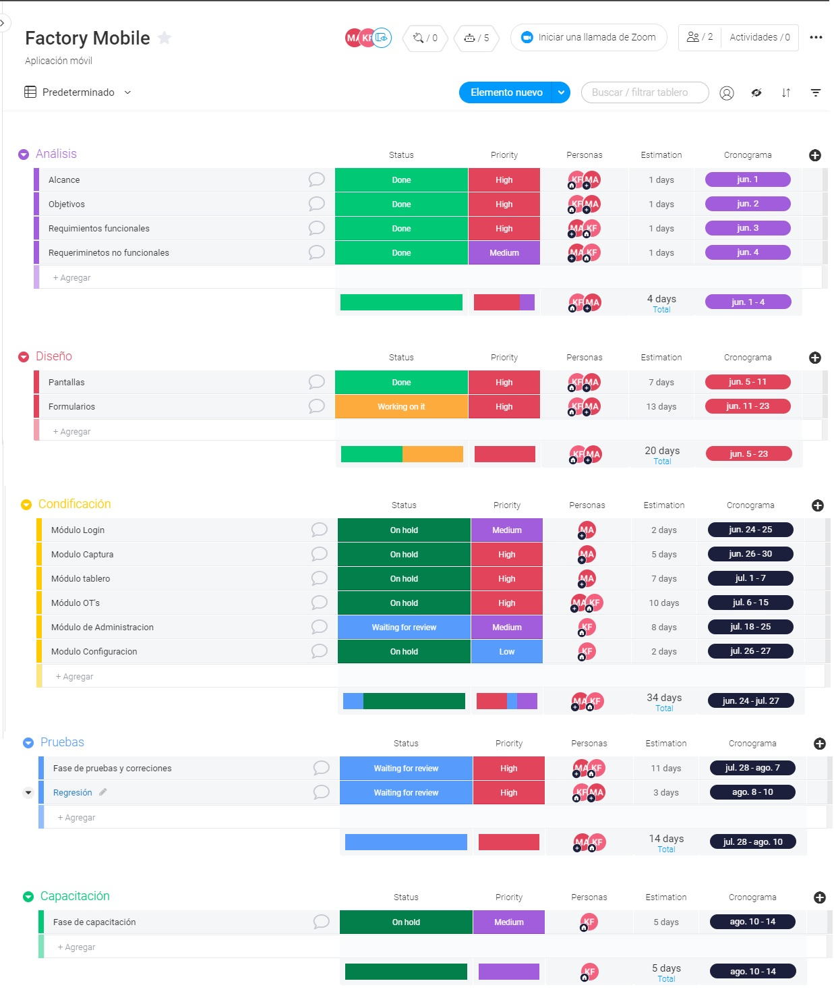 Factory Mobile
MA KF / 0 / 5 Iniciar una llamada de Zoom / 2 Actividades / 0
Aplicación móvil
Predeterminado Elemento nuevo Buscar / filtrar tablero
Análisis Status Priority Personas Estimation Cronograma
Alcance Done High KF MA 1 days jun. 1
Objetivos Done High KF MA 1 days jun. 2
Requimientos funcionales Done High MA KF 1 days jun. 3
Requeriminetos no funcionales Done Medium MA KF 1 days jun. 4
+ Agregar
KF MA 4 days jun. 1 - 4
Total
Diseño Status Priority Personas Estimation Cronograma
Pantallas Done High KF MA 7 days jun. 5 - 11
Formularios Working on it High KF MA 13 days jun. 11 - 23
+ Agregar
KF MA 20 days jun. 5 - 23
Total
Condificación Status Priority Personas Estimation Cronograma
Módulo Login On hold Medium MA 2 days jun. 24 - 25
Modulo Captura On hold High MA 5 days jun. 26 - 30
Módulo tablero On hold High MA 7 days jul. 1 - 7
Módulo OT's On hold High MA KF 10 days jul. 6 - 15
Módulo de Administracion Waiting for review Medium KF 8 days jul. 18 - 25
Modulo Configuracion On hold Low KF 2 days jul. 26 - 27
+ Agregar
MA KF 34 days jun. 24 - jul. 27
Total
Pruebas Status Priority Personas Estimation Cronograma
Fase de pruebas y correciones Waiting for review High MA KF 11 days jul. 28 - ago. 7
Regresión Waiting for review High KF MA 3 days ago. 8 - 10
+ Agregar
MA KF 14 days jul. 28 - ago. 10
Total
Capacitación Status Priority Personas Estimation Cronograma
Fase de capacitación On hold Medium KF 5 days ago. 10 - 14
+ Agregar
KF 5 days ago. 10 - 14
Total